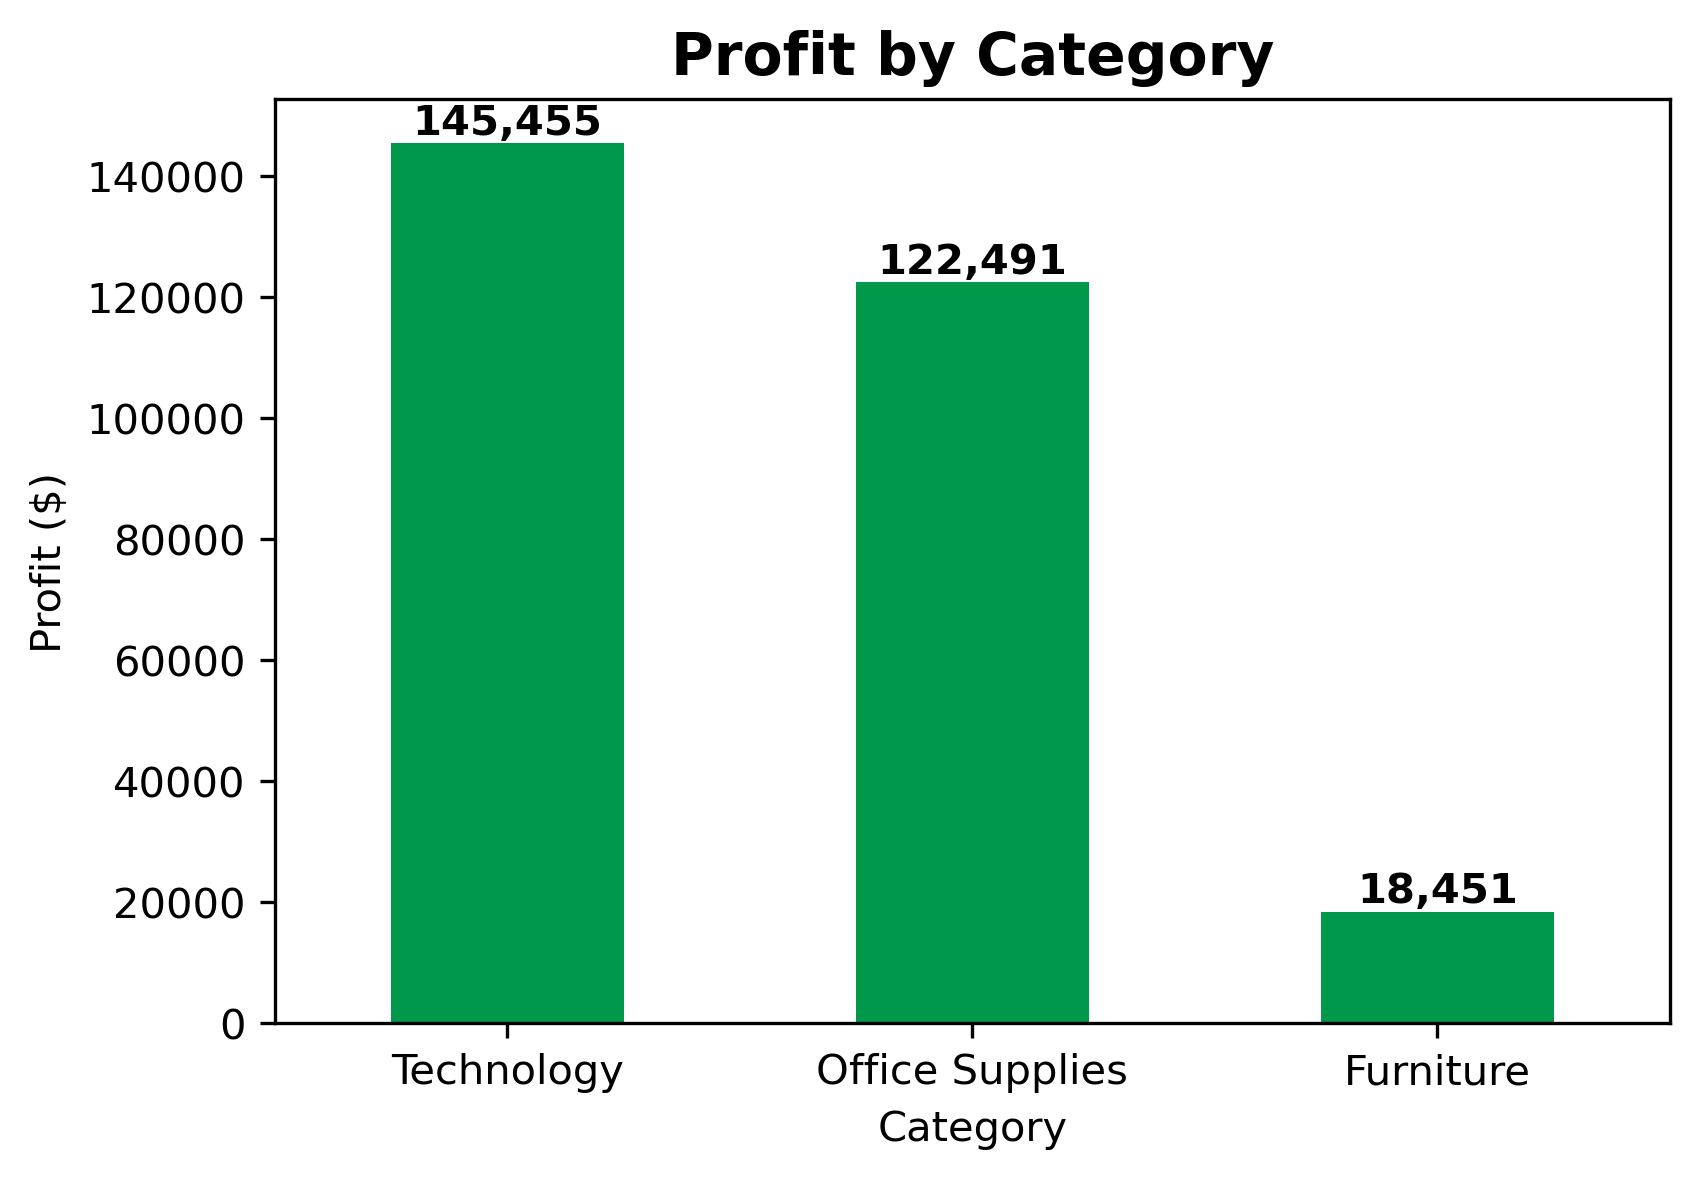 Profit by Category
145,455
140000
122,491
120000
100000
Profit ($)
80000
60000
40000
18,451
20000
0
Technology Office Supplies Furniture
Category